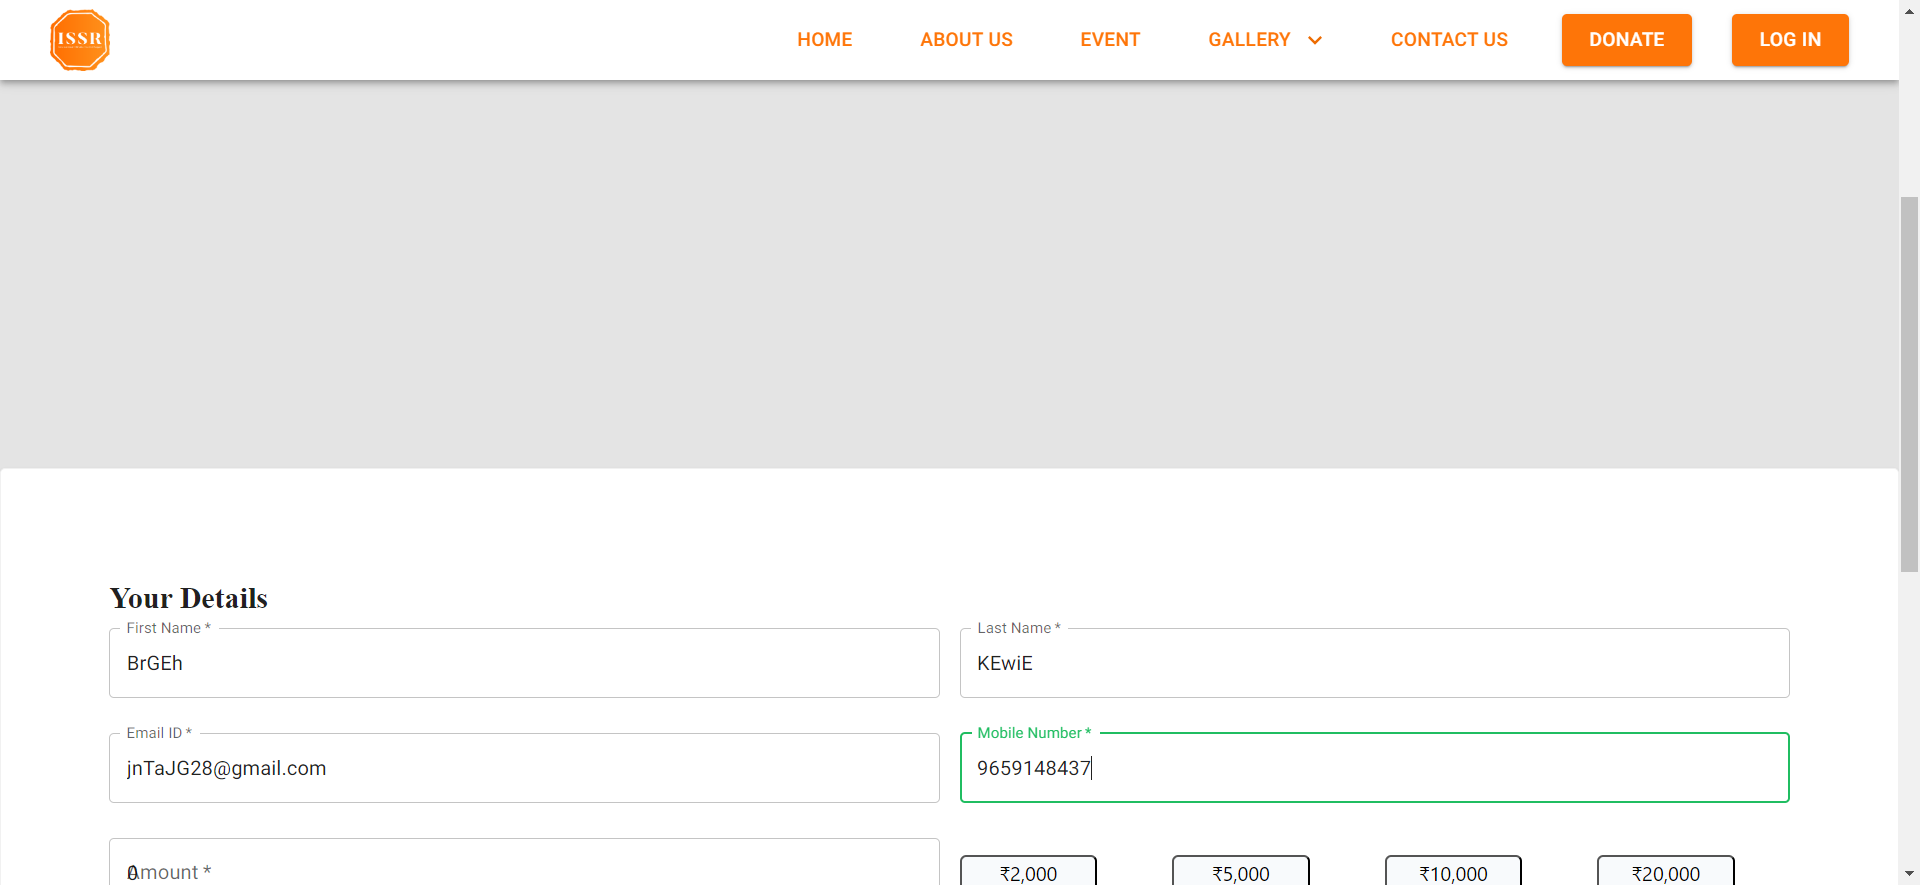 ISSR
HOME ABOUT US EVENT GALLERY CONTACT US DONATE LOG IN
Your Details
First Name * Last Name *
BrGEh KEwiE
Email ID * Mobile Number *
jnTaJG28@gmail.com 9659148437
Amount * 0 ₹2,000 ₹5,000 ₹10,000 ₹20,000